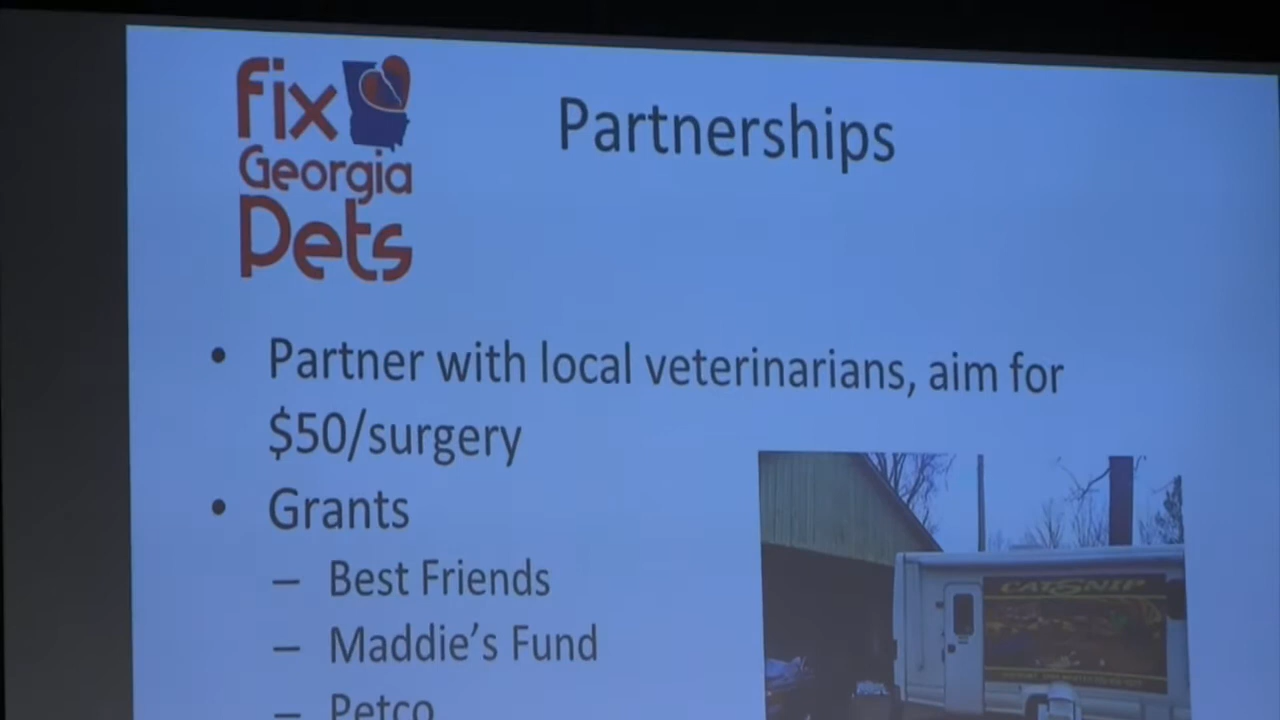 fix
Georgia
Pets
Partnerships
• Partner with local veterinarians, aim for
$50/surgery
• Grants
– Best Friends
– Maddie's Fund
– Petco
CATSNIP